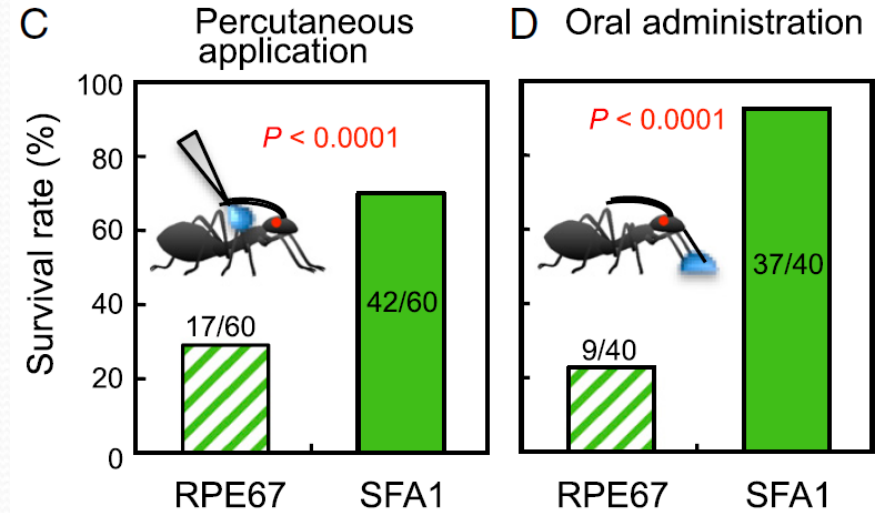 C
Percutaneous
application
D
Oral administration
Survival rate (%)
100
80
60
40
20
0
P < 0.0001
17/60
42/60
RPE67
SFA1
P < 0.0001
9/40
37/40
RPE67
SFA1